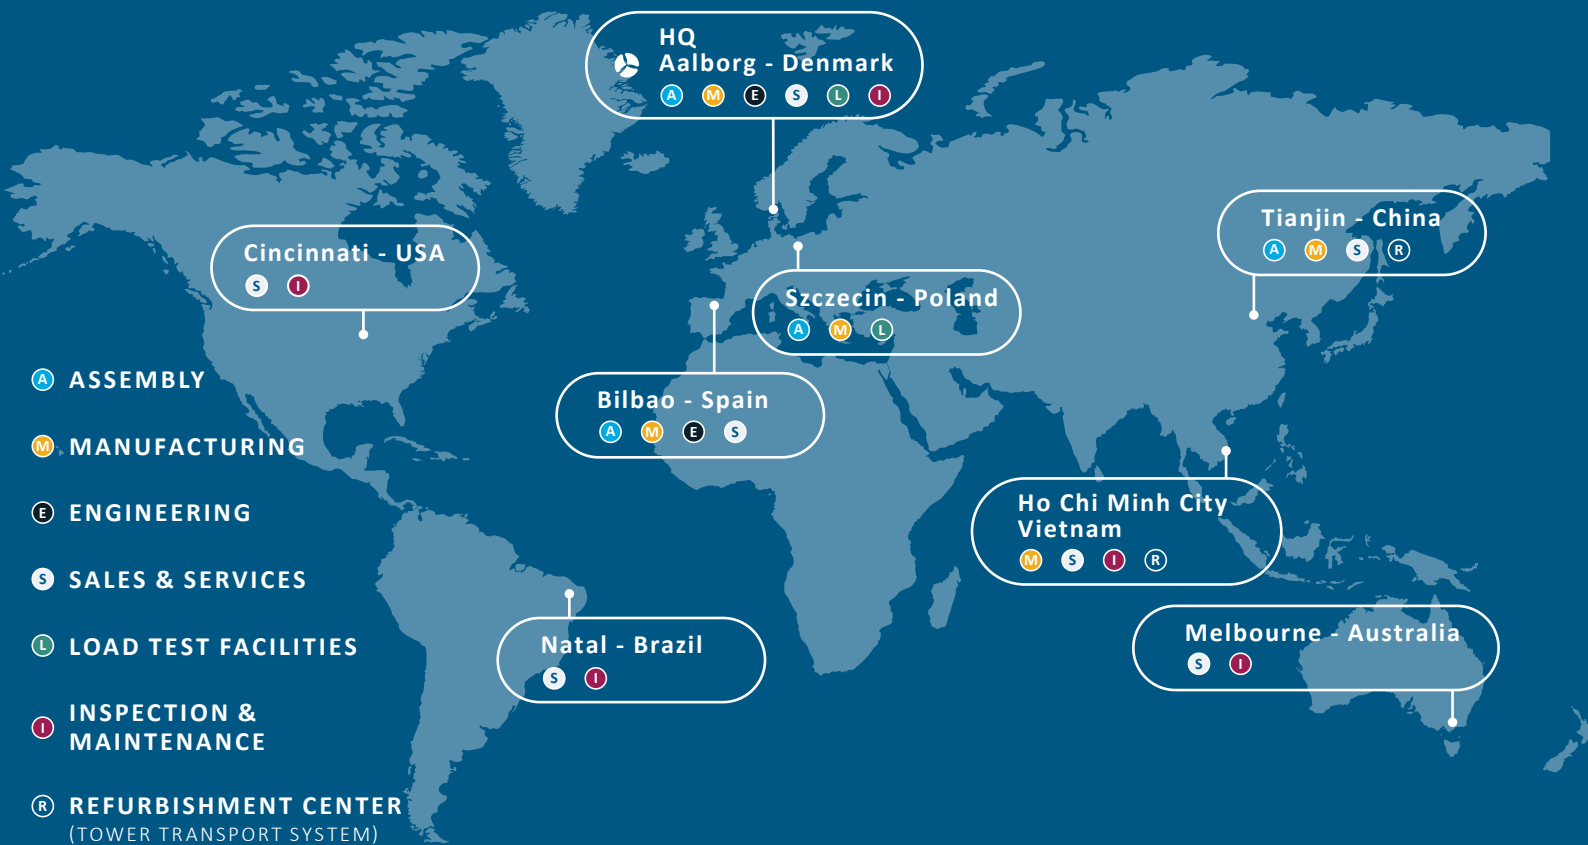 HQ
Aalborg - Denmark
A M E S L I
Tianjin - China
A M S R
Cincinnati - USA
S I
Szczecin - Poland
A M L
Bilbao - Spain
A M E S
Ho Chi Minh City
Vietnam
M S I R
Natal - Brazil
S I
Melbourne - Australia
S I
A ASSEMBLY
M MANUFACTURING
E ENGINEERING
S SALES & SERVICES
L LOAD TEST FACILITIES
I INSPECTION &
MAINTENANCE
R REFURBISHMENT CENTER
(TOWER TRANSPORT SYSTEM)